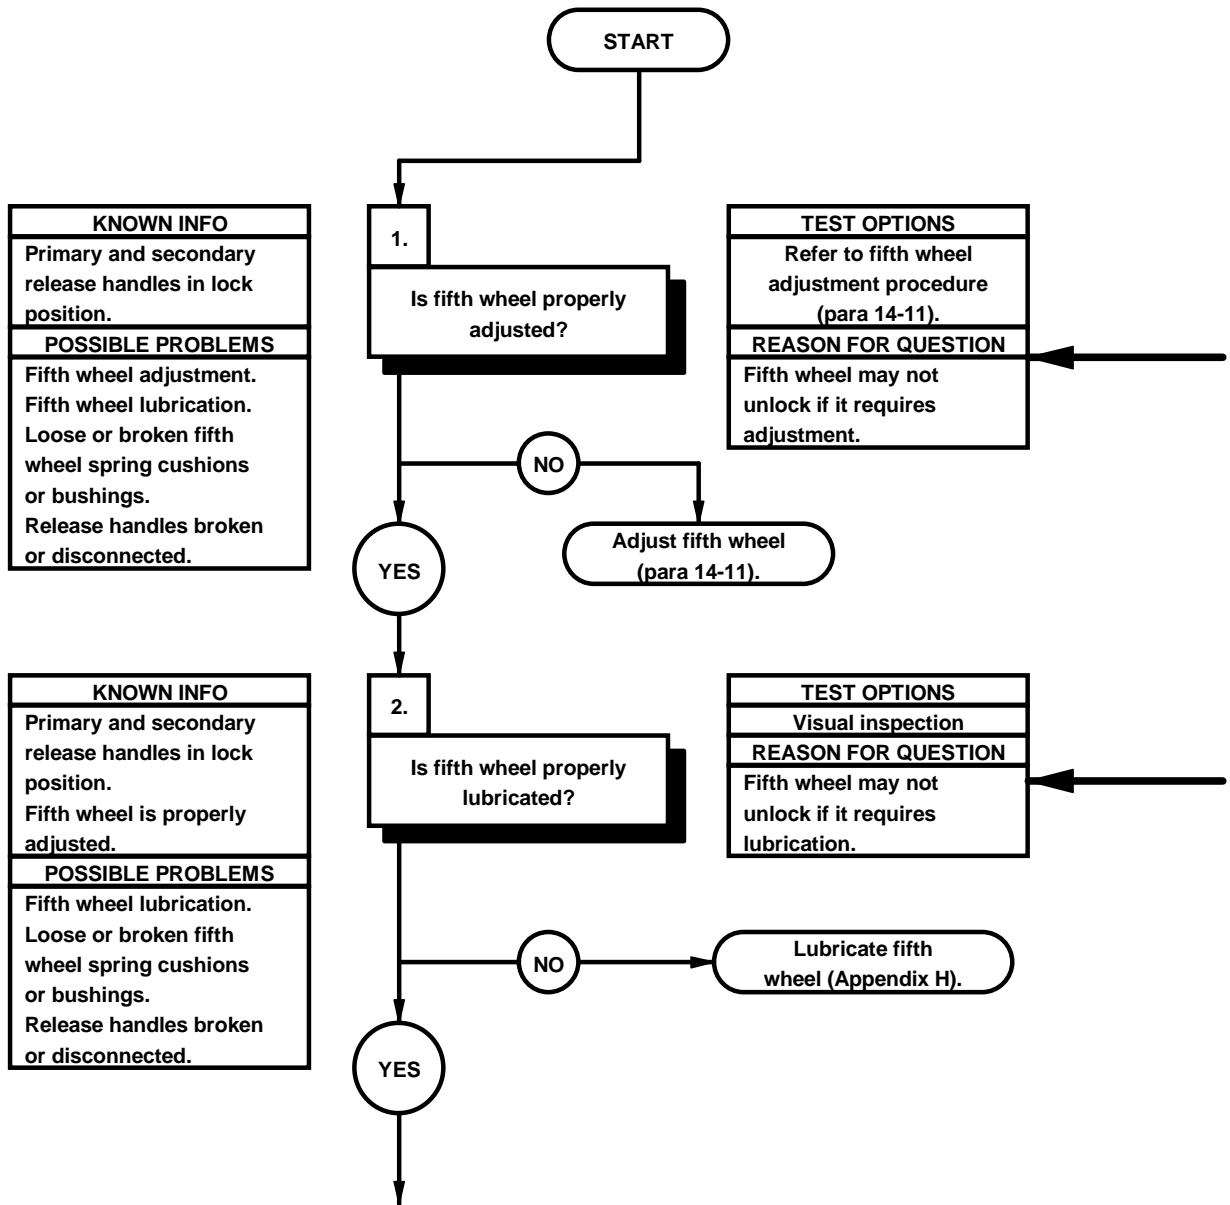 START
KNOWN INFO
Primary and secondary
release handles in lock
position.
POSSIBLE PROBLEMS
Fifth wheel adjustment.
Fifth wheel lubrication.
Loose or broken fifth
wheel spring cushions
or bushings.
Release handles broken
or disconnected.
1.
Is fifth wheel properly
adjusted?
TEST OPTIONS
Refer to fifth wheel
adjustment procedure
(para 14-11).
REASON FOR QUESTION
Fifth wheel may not
unlock if it requires
adjustment.
NO
Adjust fifth wheel
(para 14-11).
YES
KNOWN INFO
Primary and secondary
release handles in lock
position.
Fifth wheel is properly
adjusted.
POSSIBLE PROBLEMS
Fifth wheel lubrication.
Loose or broken fifth
wheel spring cushions
or bushings.
Release handles broken
or disconnected.
2.
Is fifth wheel properly
lubricated?
TEST OPTIONS
Visual inspection
REASON FOR QUESTION
Fifth wheel may not
unlock if it requires
lubrication.
NO
Lubricate fifth
wheel (Appendix H).
YES